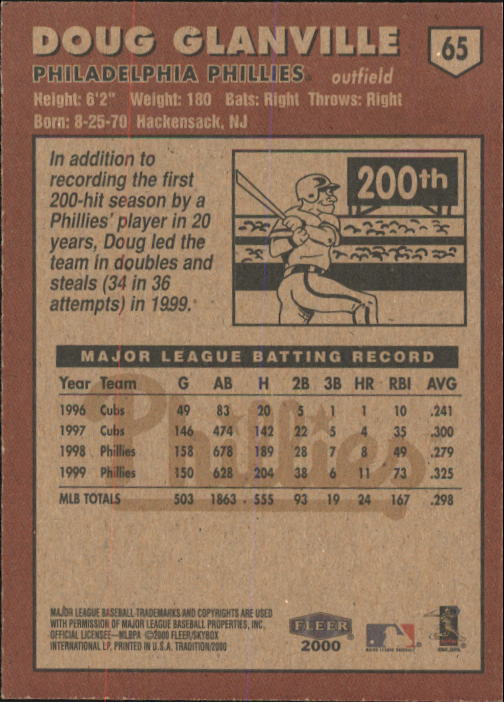 DOUG GLANVILLE
65
PHILADELPHIA PHILLIES outfield
Height: 6'2" Weight: 180 Bats: Right Throws: Right
Born: 8-25-70 Hackensack, NJ
In addition to
recording the first
200-hit season by a
Phillies' player in 20
years, Doug led the
team in doubles and
steals (34 in 36
attempts) in 1999.
200th
MAJOR LEAGUE BATTING RECORD
Year Team G AB H 2B 3B HR RBI AVG
1996 Cubs 49 83 20 5 1 1 10 .241
1997 Cubs 146 474 142 22 5 4 35 .300
1998 Phillies 158 678 189 28 7 8 49 .279
1999 Phillies 150 628 204 38 6 11 73 .325
MLB TOTALS 503 1863 555 93 19 24 167 .298
Phillies
MAJOR LEAGUE BASEBALL TRADEMARKS AND COPYRIGHTS ARE USED
WITH PERMISSION OF MAJOR LEAGUE BASEBALL PROPERTIES, INC.
OFFICIAL LICENSEE—MLBPA ©2000 FLEER/SKYBOX
INTERNATIONAL LP, PRINTED IN U.S.A. TRADITION/2000
FLEER
2000
MAJOR LEAGUE BASEBALL